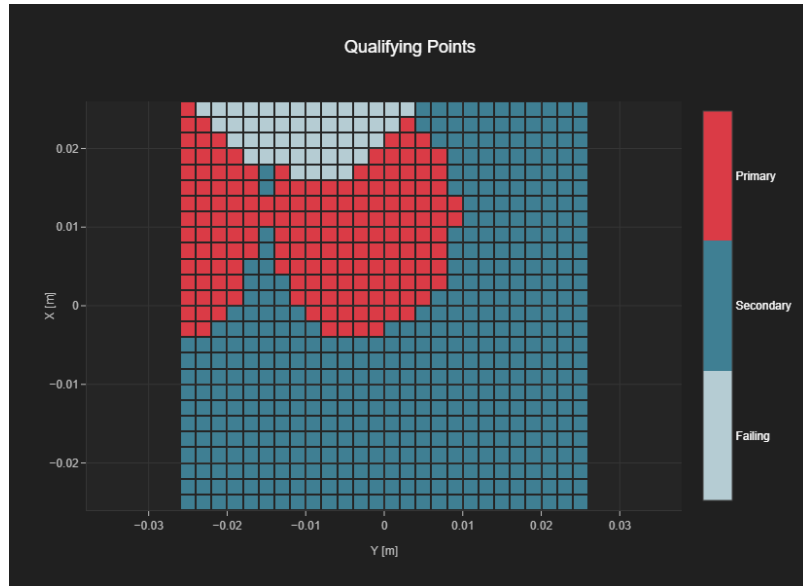 Qualifying Points
Primary
Secondary
Failing
0.02
0.01
0
−0.01
−0.02
X [m]
−0.03
−0.02
−0.01
0
0.01
0.02
0.03
Y [m]